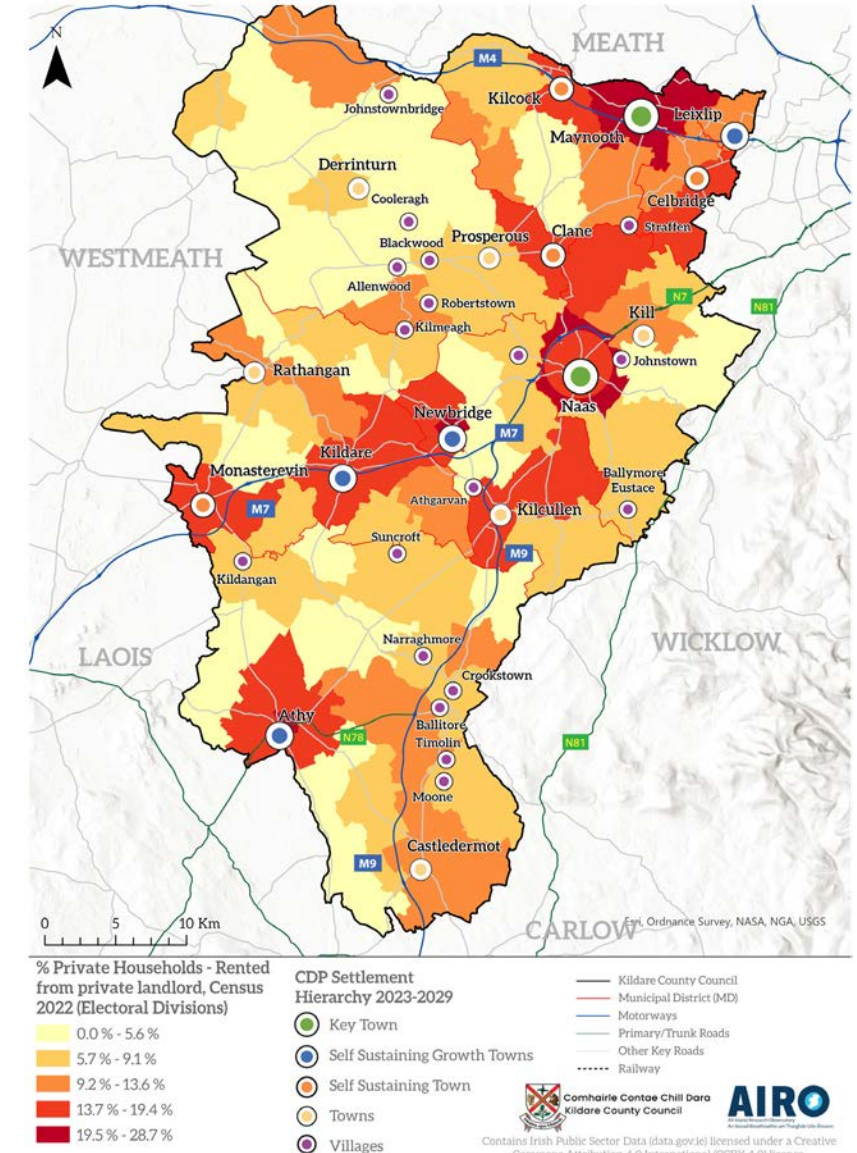 N
MEATH
M4
Johnstownbridge
Kilcock
Leixlip
Maynooth
Derrinturn
Celbridge
Cooleragh
Straffen
WESTMEATH
Blackwood
Prosperous
Clane
Allenwood
Robertstown
N7
N81
Kill
Kilmeagh
Johnstown
Rathangan
Naas
Newbridge
M7
Kildare
Monasterevin
Ballymore
Eustace
Athgarvan
M7
Kilcullen
Suncroft
M9
Kildangan
WICKLOW
Narraghmore
LAOIS
Crookstown
Athy
Ballitore
N78
N81
Timolin
Moone
Castledermot
M9
0 5 10 Km
CARLOW
Esri, Ordnance Survey, NASA, NGA, USGS
% Private Households - Rented
from private landlord, Census
2022 (Electoral Divisions)
0.0 % - 5.6 %
5.7 % - 9.1 %
9.2 % - 13.6 %
13.7 % - 19.4 %
19.5 % - 28.7 %
CDP Settlement
Hierarchy 2023-2029
Key Town
Self Sustaining Growth Towns
Self Sustaining Town
Towns
Villages
Kildare County Council
Municipal District (MD)
Motorways
Primary/Trunk Roads
Other Key Roads
Railway
Comhairle Contae Chill Dara
Kildare County Council
AIRO
Contains Irish Public Sector Data (data.gov.ie) licensed under a Creative